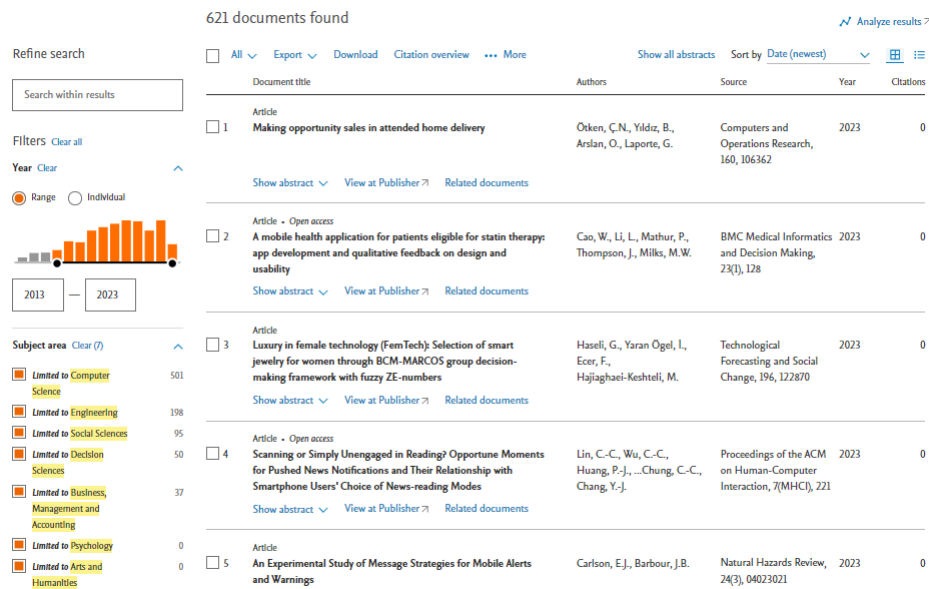 621 documents found
Analyze results
Refine search
All Export Download Citation overview ••• More Show all abstracts Sort by Date (newest)
Search within results
Document title Authors Source Year Citations
Filters Clear all
Year Clear
Range Individual
2013 — 2023
Subject area Clear (7)
Limited to Computer 501
Science
Limited to Engineering 198
Limited to Social Sciences 95
Limited to Decision 50
Sciences
Limited to Business, 37
Management and
Accounting
Limited to Psychology 0
Limited to Arts and 0
Humanities
Article
1 Making opportunity sales in attended home delivery Ötken, Ç.N., Yıldız, B., Computers and 2023 0
Arslan, O., Laporte, G. Operations Research,
160, 106362
Show abstract View at Publisher Related documents
Article • Open access
2 A mobile health application for patients eligible for statin therapy: Cao, W., Li, L., Mathur, P., BMC Medical Informatics 2023 0
app development and qualitative feedback on design and Thompson, J., Milks, M.W. and Decision Making,
usability 23(1), 128
Show abstract View at Publisher Related documents
Article
3 Luxury in female technology (FemTech): Selection of smart Haseli, G., Yaran Ögel, İ., Technological 2023 0
jewelry for women through BCM-MARCOS group decision- Ecer, F., Forecasting and Social
making framework with fuzzy ZE-numbers Hajiaghaei-Keshteli, M. Change, 196, 122870
Show abstract View at Publisher Related documents
Article • Open access
4 Scanning or Simply Unengaged in Reading? Opportune Moments Lin, C.-C., Wu, C.-C., Proceedings of the ACM 2023 0
for Pushed News Notifications and Their Relationship with Huang, P.-J., ...Chung, C.-C., on Human-Computer
Smartphone Users' Choice of News-reading Modes Chang, Y.-J. Interaction, 7(MHCI), 221
Show abstract View at Publisher Related documents
Article
5 An Experimental Study of Message Strategies for Mobile Alerts Carlson, E.J., Barbour, J.B. Natural Hazards Review, 2023 0
and Warnings 24(3), 04023021